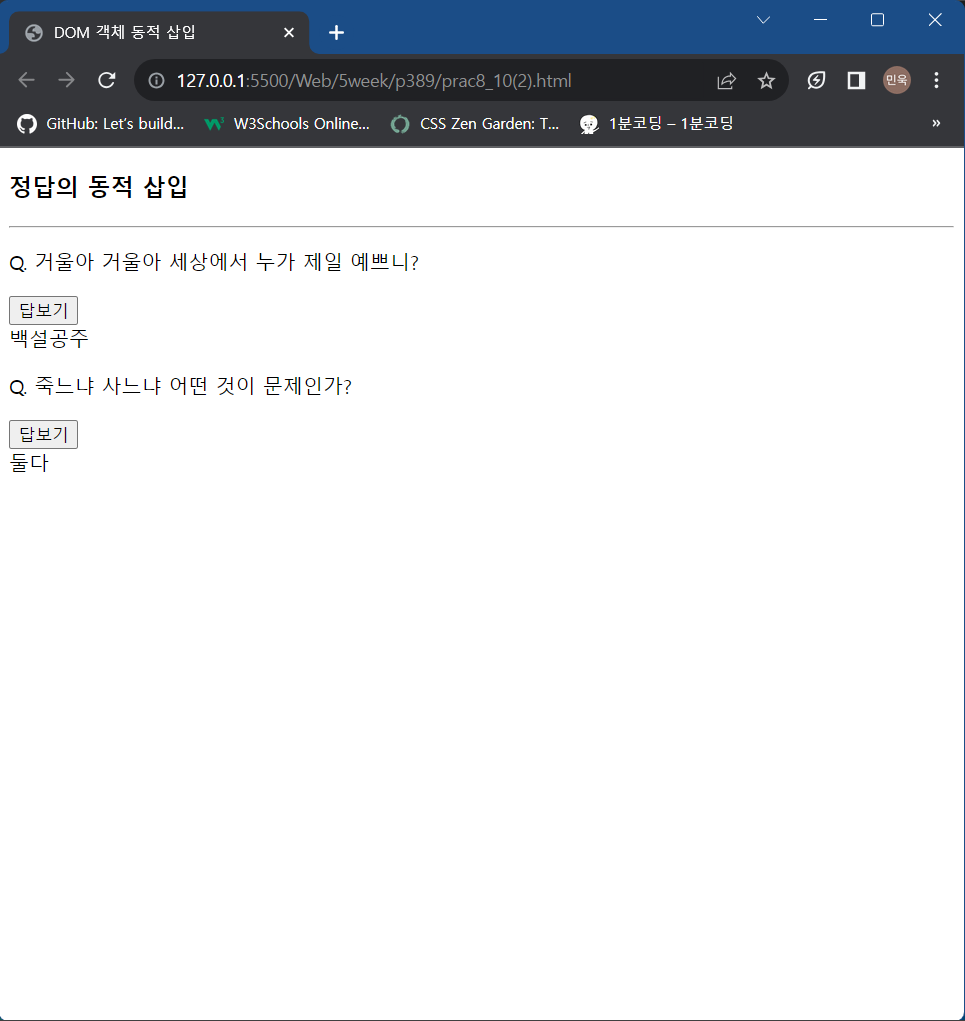 DOM 객체 동적 삽입
127.0.0.1:5500/Web/5week/p389/prac8_10(2).html
민욱
GitHub: Let's build...
W3Schools Online...
CSS Zen Garden: T...
1분코딩 – 1분코딩
»
정답의 동적 삽입
Q. 거울아 거울아 세상에서 누가 제일 예쁘니?
답보기
백설공주
Q. 죽느냐 사느냐 어떤 것이 문제인가?
답보기
둘다